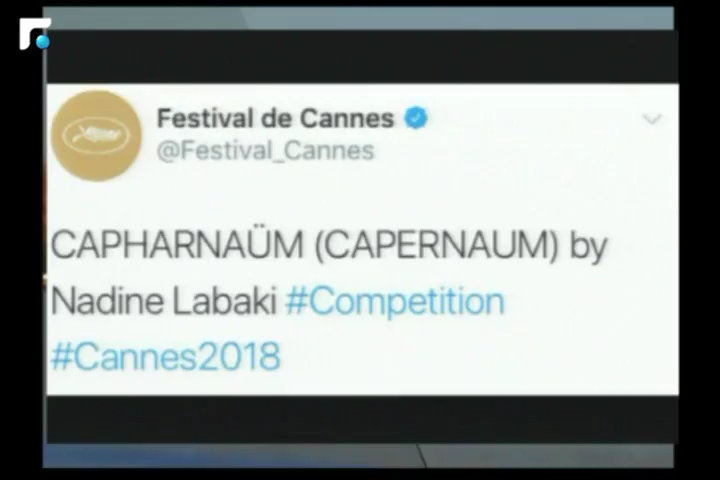 Festival de Cannes
@Festival_Cannes
CAPHARNAÜM (CAPERNAUM) by
Nadine Labaki #Competition
#Cannes2018